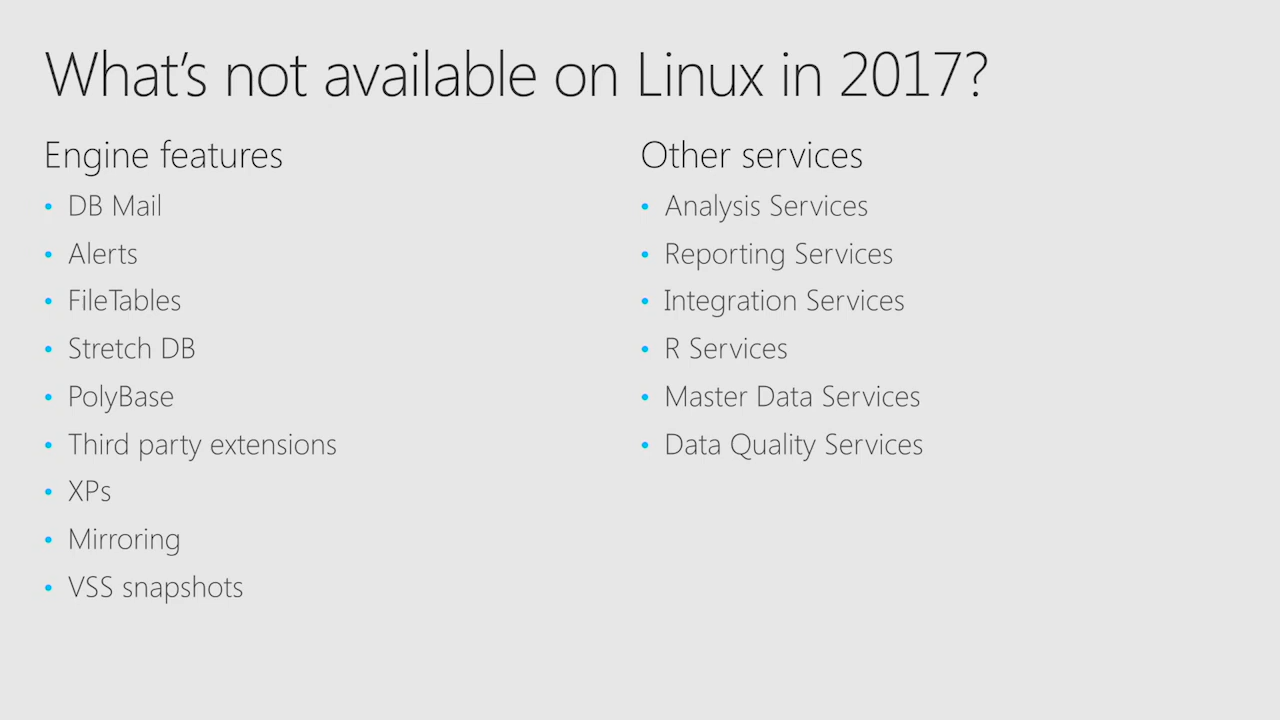 What's not available on Linux in 2017?
Engine features
• DB Mail
• Alerts
• FileTables
• Stretch DB
• PolyBase
• Third party extensions
• XPs
• Mirroring
• VSS snapshots
Other services
• Analysis Services
• Reporting Services
• Integration Services
• R Services
• Master Data Services
• Data Quality Services